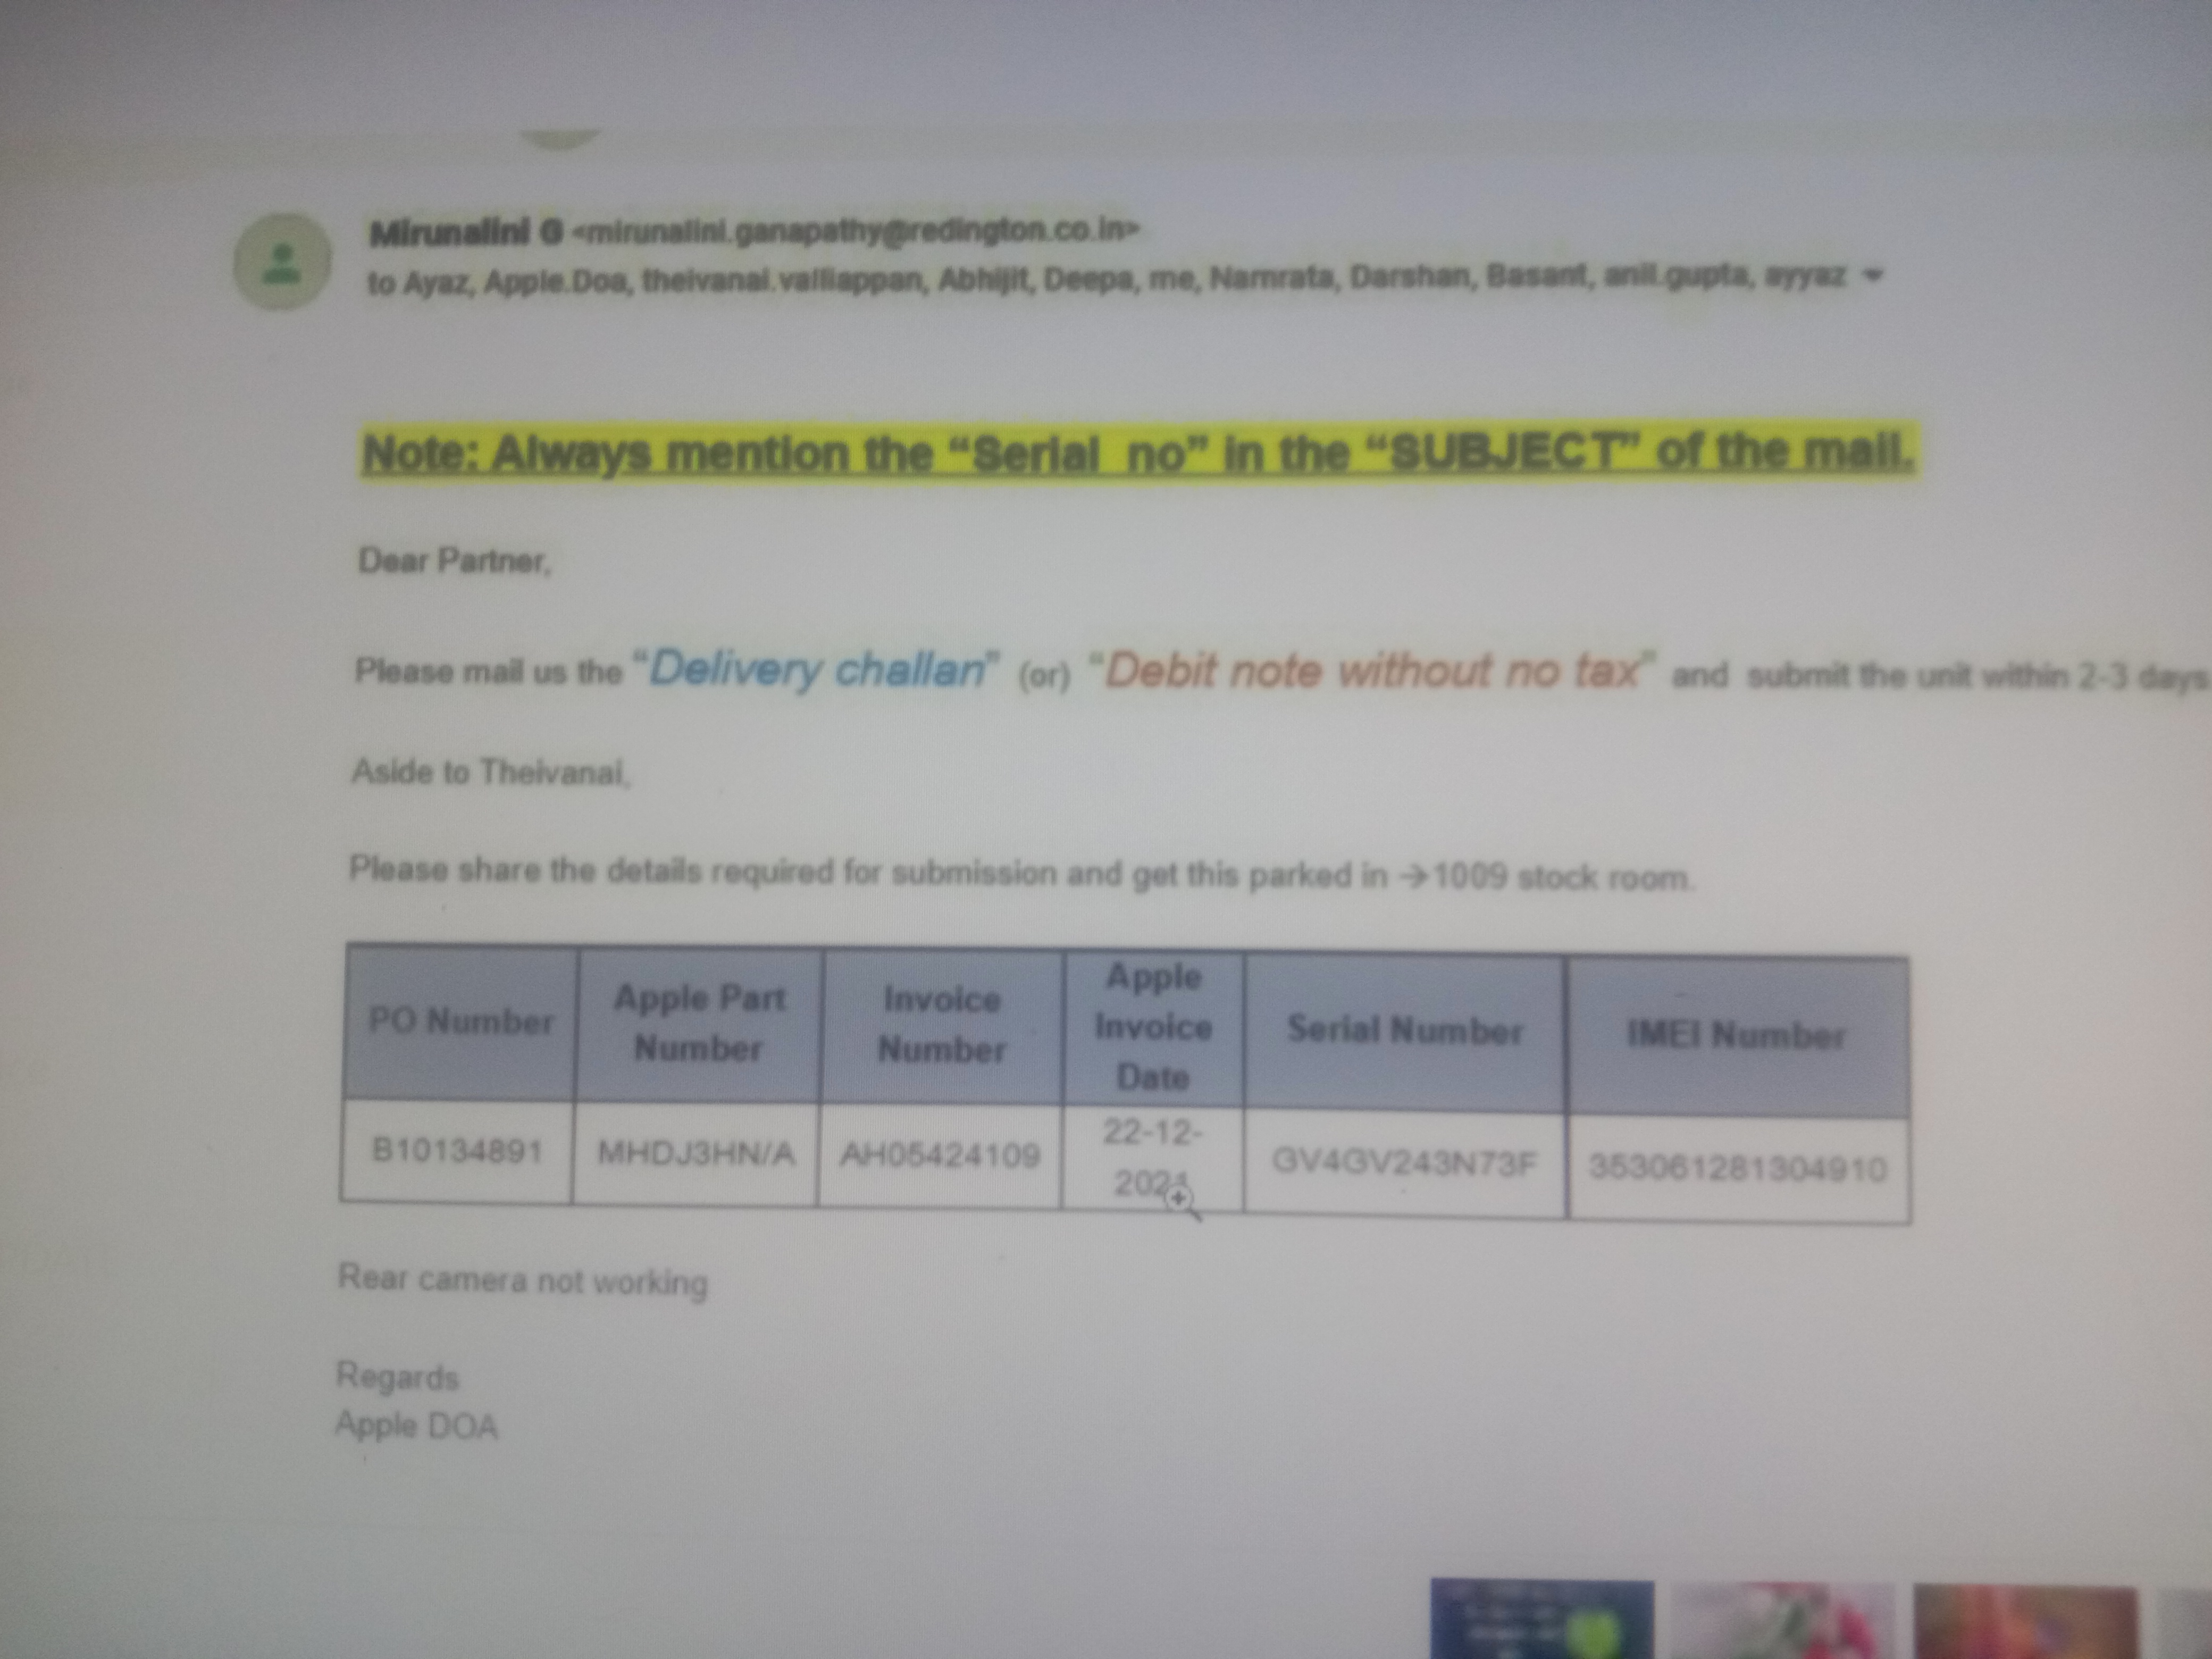 Mirunalini G <mirunalini.ganapathy@redington.co.in>
to Ayaz, Apple.Doa, theivanai.valliappan, Abhijit, Deepa, me, Namrata, Darshan, Basant, anil.gupta, ayyaz
Note: Always mention the “Serial no” in the “SUBJECT” of the mail.
Dear Partner,
Please mail us the “Delivery challan” (or) “Debit note without no tax” and submit the unit within 2-3 days
Aside to Theivanai,
Please share the details required for submission and get this parked in →1009 stock room.
PO Number Apple Part Number Invoice Number Apple Invoice Date Serial Number IMEI Number
B10134891 MHDJ3HN/A AH05424109 22-12- GV4GV243N73F 353061281304910
Rear camera not working
Regards
Apple DOA